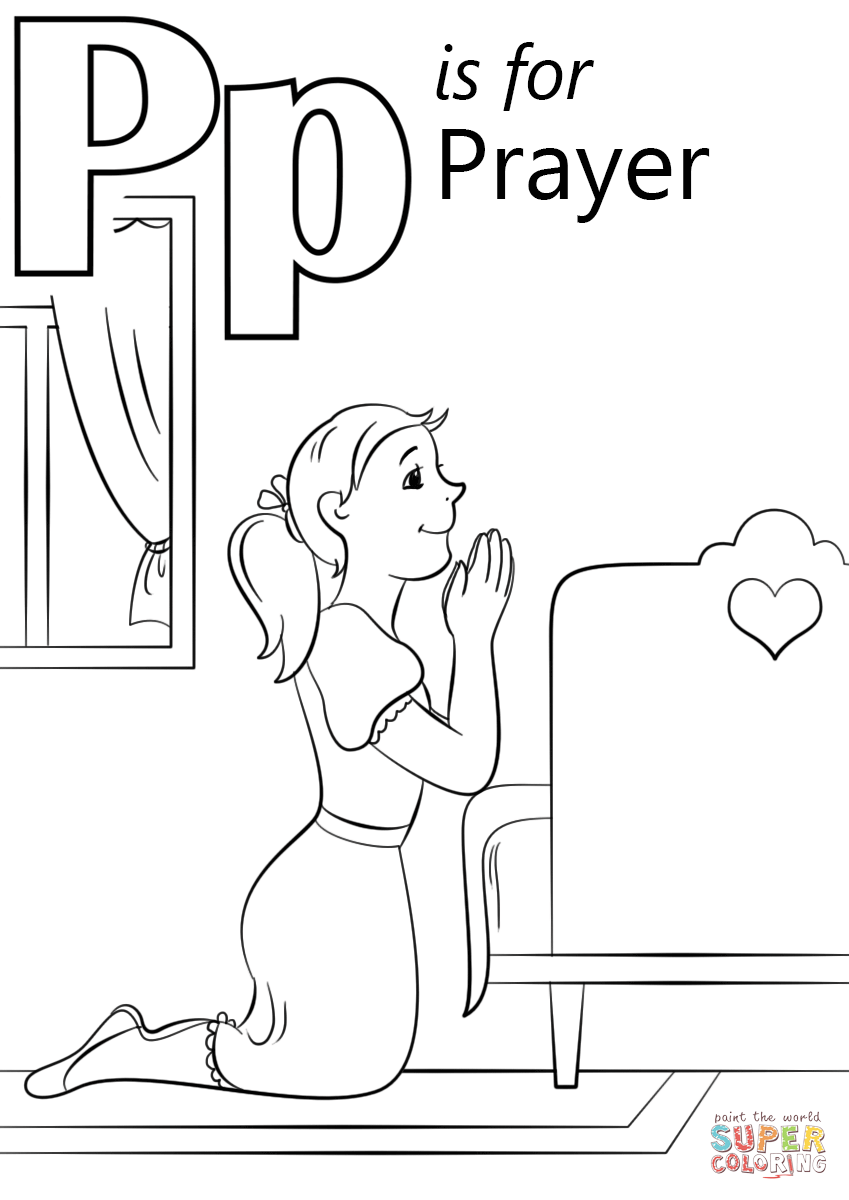 Pp
is for
Prayer
paint the world
SUPER
COLORING